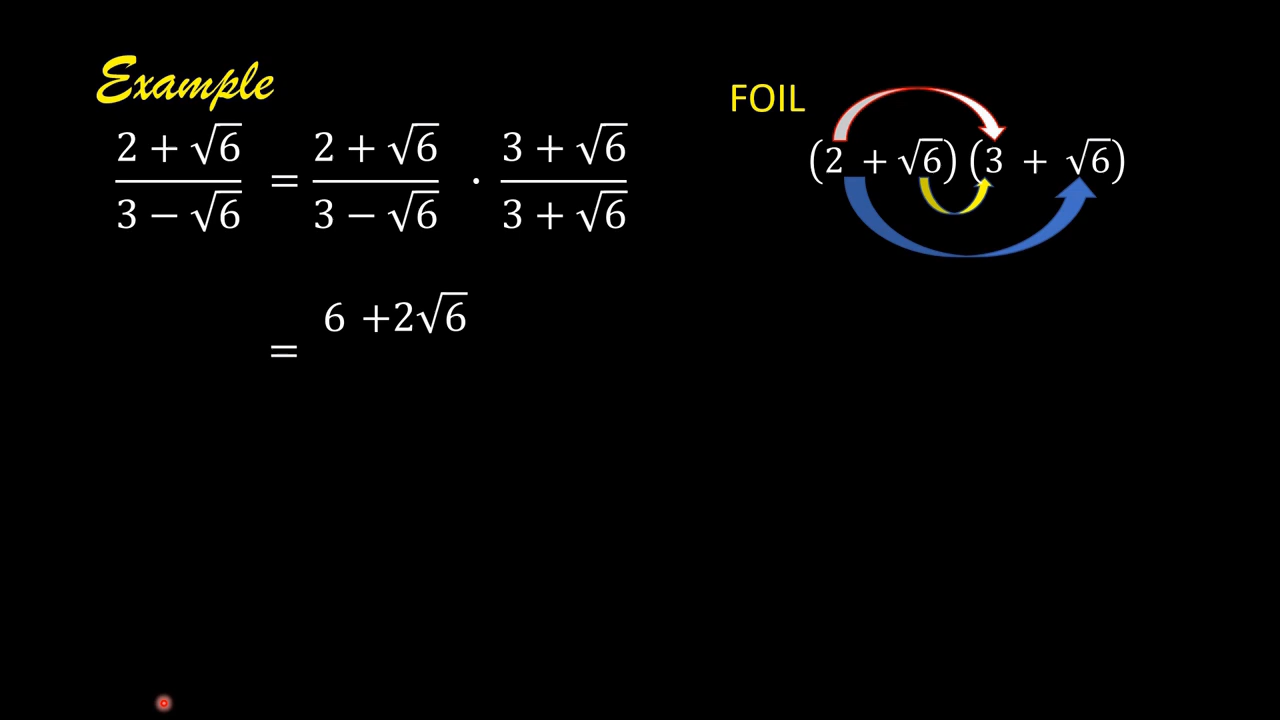 Example
FOIL
(2 + √6)(3 + √6)
2 + √6 / 3 − √6 = 2 + √6 / 3 − √6 · 3 + √6 / 3 + √6
= 6 +2√6